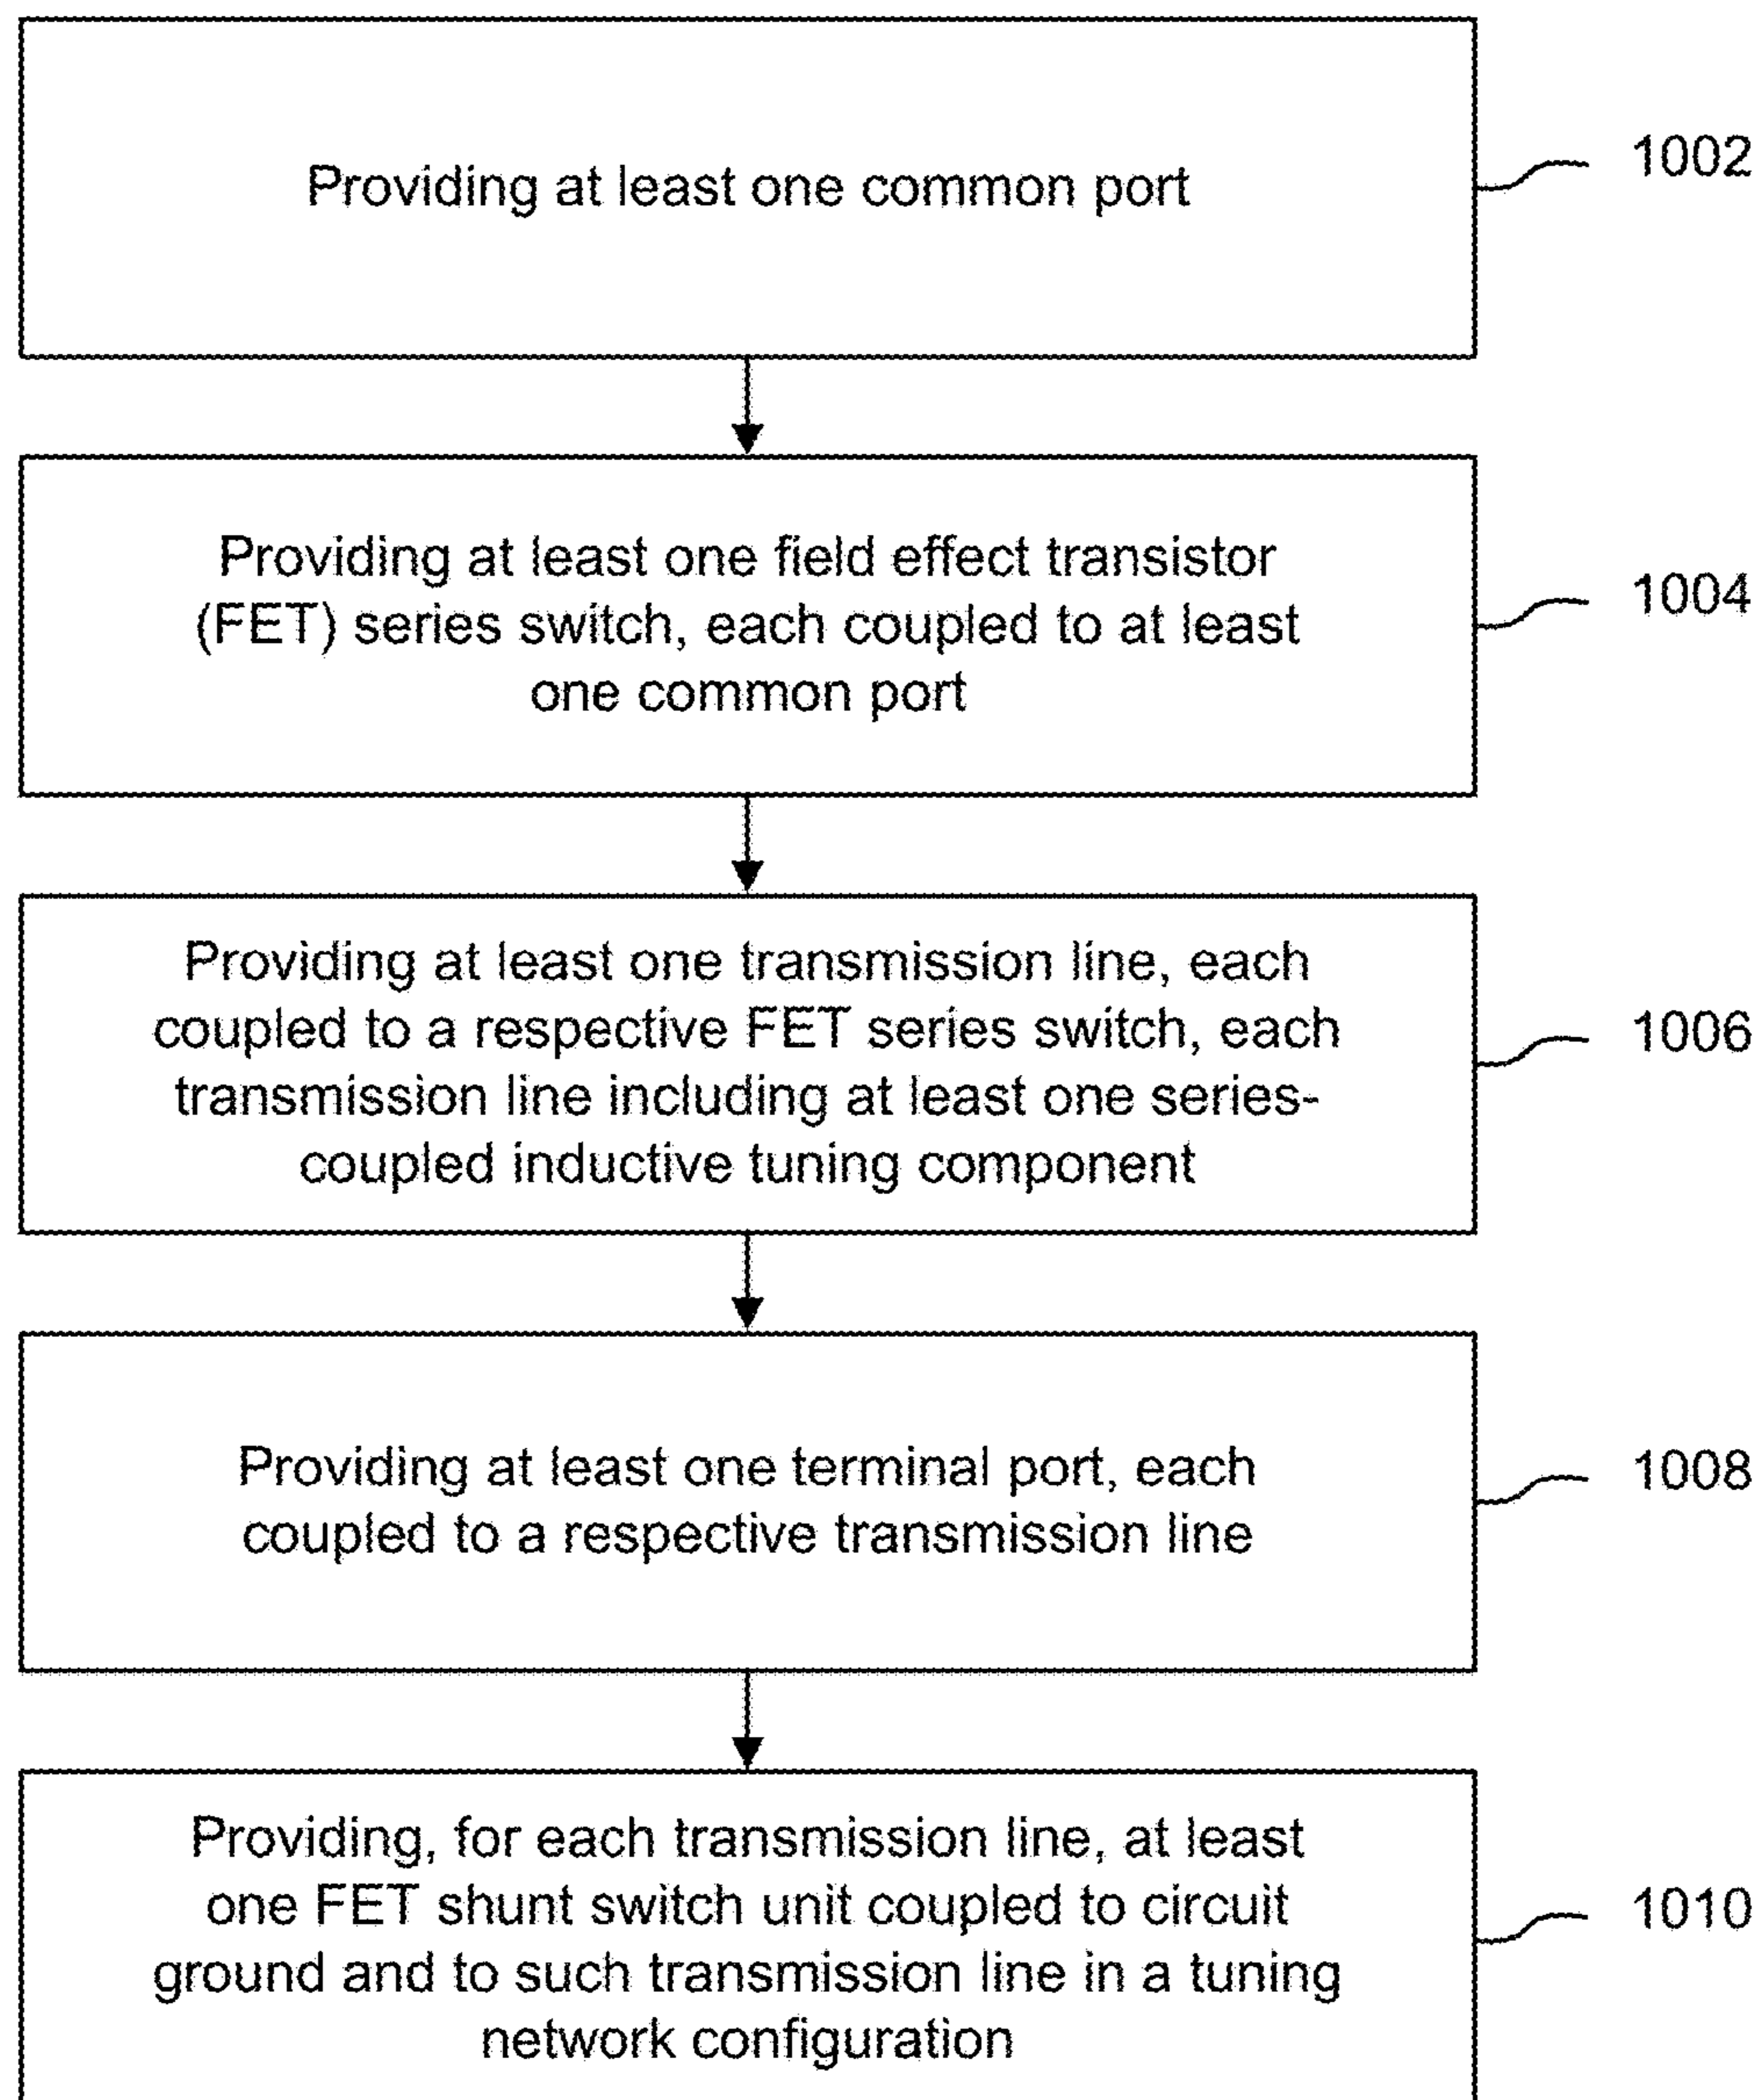 Providing at least one common port
1002
Providing at least one field effect transistor
(FET) series switch, each coupled to at least
one common port
1004
Providing at least one transmission line, each
coupled to a respective FET series switch, each
transmission line including at least one series-
coupled inductive tuning component
1006
Providing at least one terminal port, each
coupled to a respective transmission line
1008
Providing, for each transmission line, at least
one FET shunt switch unit coupled to circuit
ground and to such transmission line in a tuning
network configuration
1010